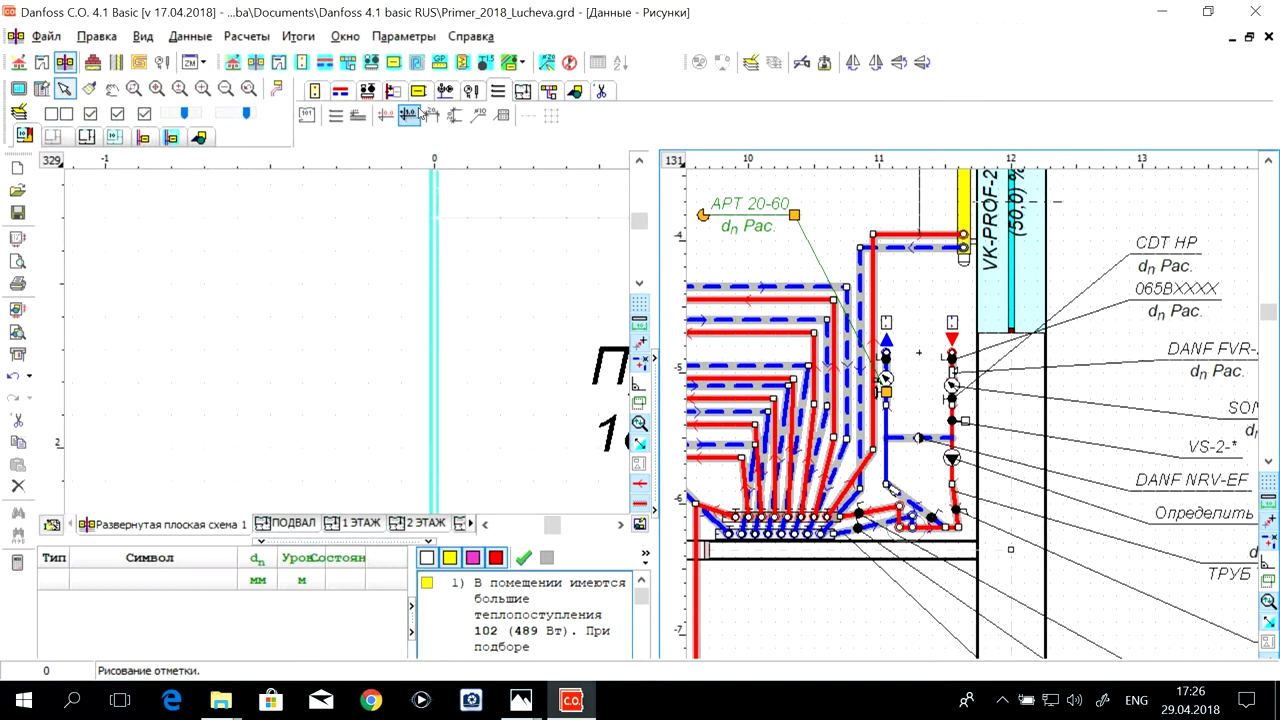 Danfoss C.O. 4.1 Basic [v 17.04.2018] - ...ba\Documents\Danfoss 4.1 basic RUS\Primer_2018_Lucheva.grd - [Данные - Рисунки]
Файл Правка Вид Данные Расчеты Итоги Окно Параметры Справка
ZM
GP
329 -1 0
2
131 10 11 12 13
-4
-5
-6
-7
APT 20-60
dn Рас.
VK-PROF-2
(50,0) %
CDT HP
dn Рас.
065BXXXX
dn Рас.
DANF FVR-
dn Рас.
SON
VS-2-*
DANF NRV-EF
Определить
ТРУБ
П
Развернутая плоская схема 1 ПОДВАЛ 1 ЭТАЖ 2 ЭТАЖ
Тип Символ dn Уров Состоян
мм м
1) В помещении имеются
большие
теплопоступления
102 (489 Вт). При
подборе
0 Рисование отметки.
ENG 17:26
29.04.2018
C.O.